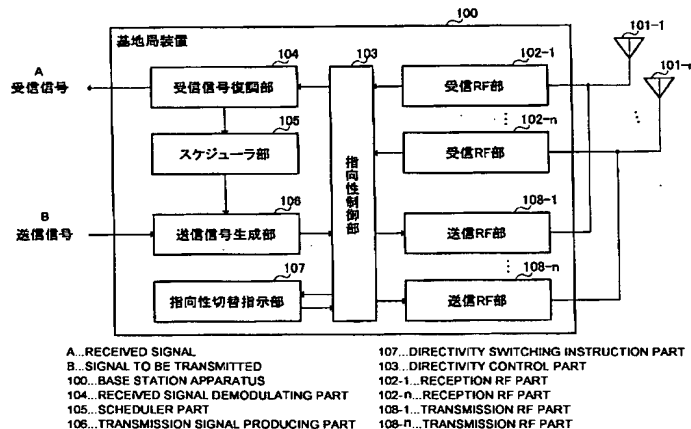 100
基地局装置
101-1
101-n
A
受信信号
104
受信信号復調部
103
指向性制御部
102-1
受信RF部
102-n
受信RF部
105
スケジューラ部
B
送信信号
106
送信信号生成部
108-1
送信RF部
107
指向性切替指示部
108-n
送信RF部
A...RECEIVED SIGNAL
B...SIGNAL TO BE TRANSMITTED
100...BASE STATION APPARATUS
104...RECEIVED SIGNAL DEMODULATING PART
105...SCHEDULER PART
106...TRANSMISSION SIGNAL PRODUCING PART
107...DIRECTIVITY SWITCHING INSTRUCTION PART
103...DIRECTIVITY CONTROL PART
102-1...RECEPTION RF PART
102-n...RECEPTION RF PART
108-1...TRANSMISSION RF PART
108-n...TRANSMISSION RF PART